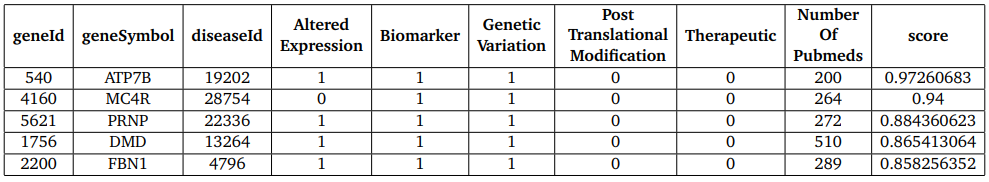 geneId geneSymbol diseaseId Altered Expression Biomarker Genetic Variation Post Translational Modification Therapeutic Number Of Pubmeds score
540 ATP7B 19202 1 1 1 0 0 200 0.97260683
4160 MC4R 28754 0 1 1 0 0 264 0.94
5621 PRNP 22336 1 1 1 0 0 272 0.884360623
1756 DMD 13264 1 1 1 0 0 510 0.865413064
2200 FBN1 4796 1 1 1 0 0 289 0.858256352